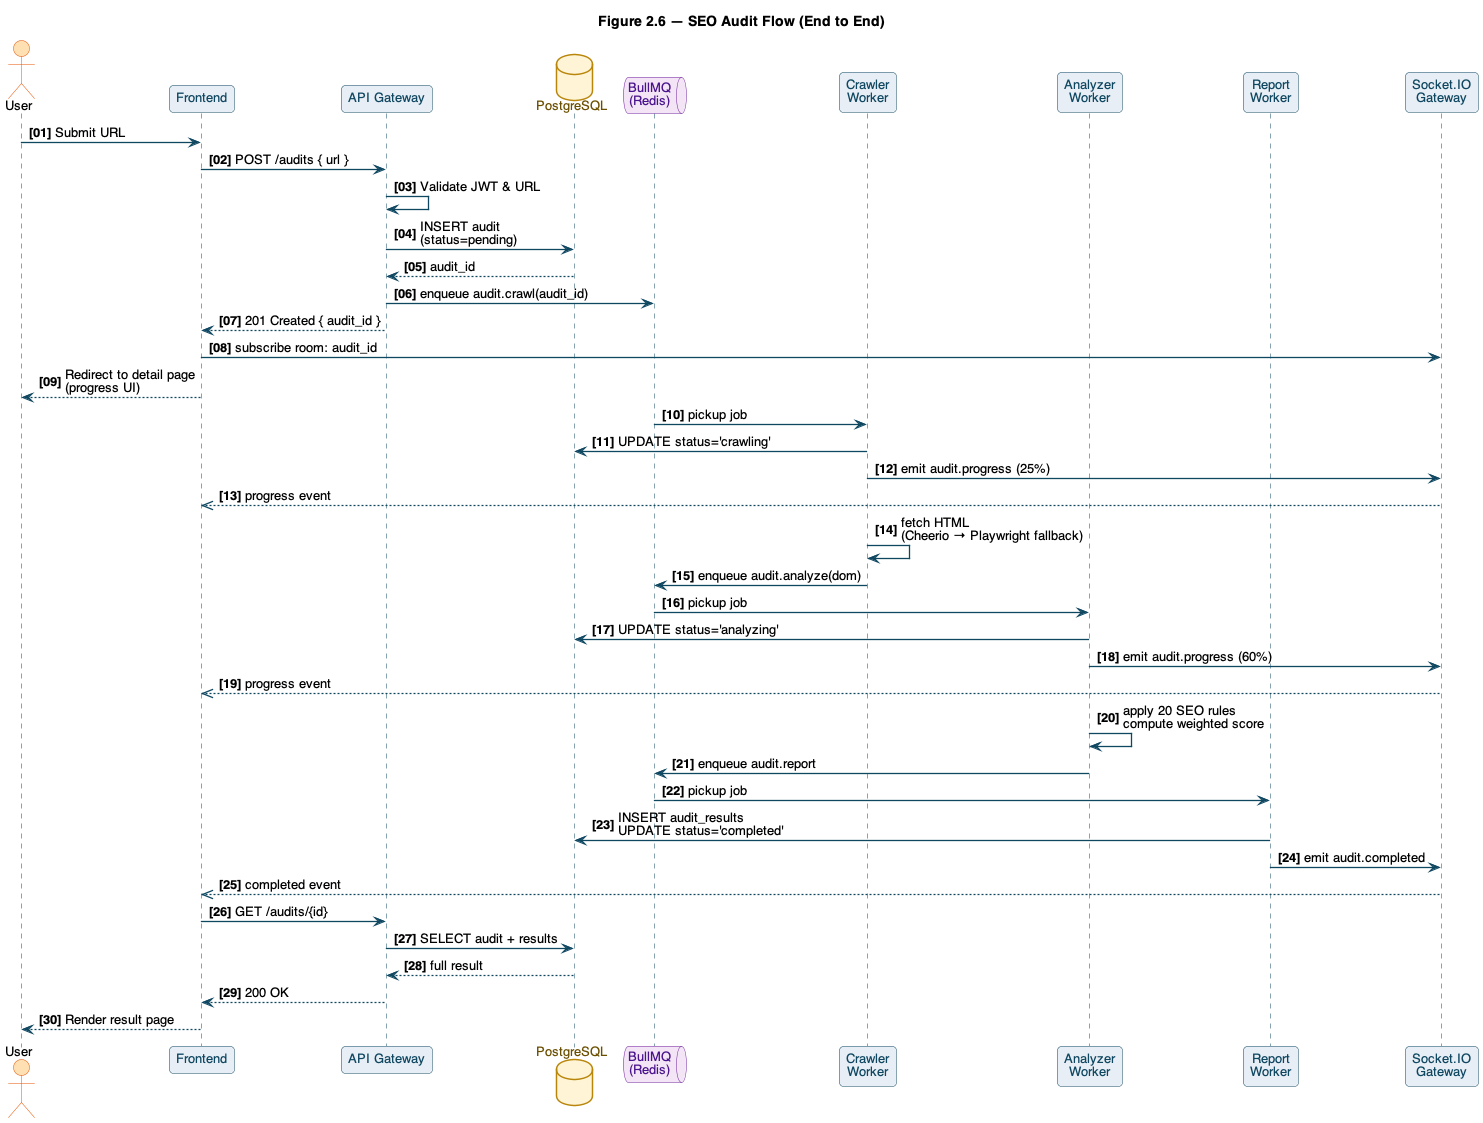 Figure 2.6 — SEO Audit Flow (End to End)
User
Frontend
API Gateway
PostgreSQL
BullMQ
(Redis)
Crawler
Worker
Analyzer
Worker
Report
Worker
Socket.IO
Gateway
[01] Submit URL
[02] POST /audits { url }
[03] Validate JWT & URL
[04] INSERT audit
(status=pending)
[05] audit_id
[06] enqueue audit.crawl(audit_id)
[07] 201 Created { audit_id }
[08] subscribe room: audit_id
[09] Redirect to detail page
(progress UI)
[10] pickup job
[11] UPDATE status='crawling'
[12] emit audit.progress (25%)
[13] progress event
[14] fetch HTML
(Cheerio → Playwright fallback)
[15] enqueue audit.analyze(dom)
[16] pickup job
[17] UPDATE status='analyzing'
[18] emit audit.progress (60%)
[19] progress event
[20] apply 20 SEO rules
compute weighted score
[21] enqueue audit.report
[22] pickup job
[23] INSERT audit_results
UPDATE status='completed'
[24] emit audit.completed
[25] completed event
[26] GET /audits/{id}
[27] SELECT audit + results
[28] full result
[29] 200 OK
[30] Render result page
User
Frontend
API Gateway
PostgreSQL
BullMQ
(Redis)
Crawler
Worker
Analyzer
Worker
Report
Worker
Socket.IO
Gateway